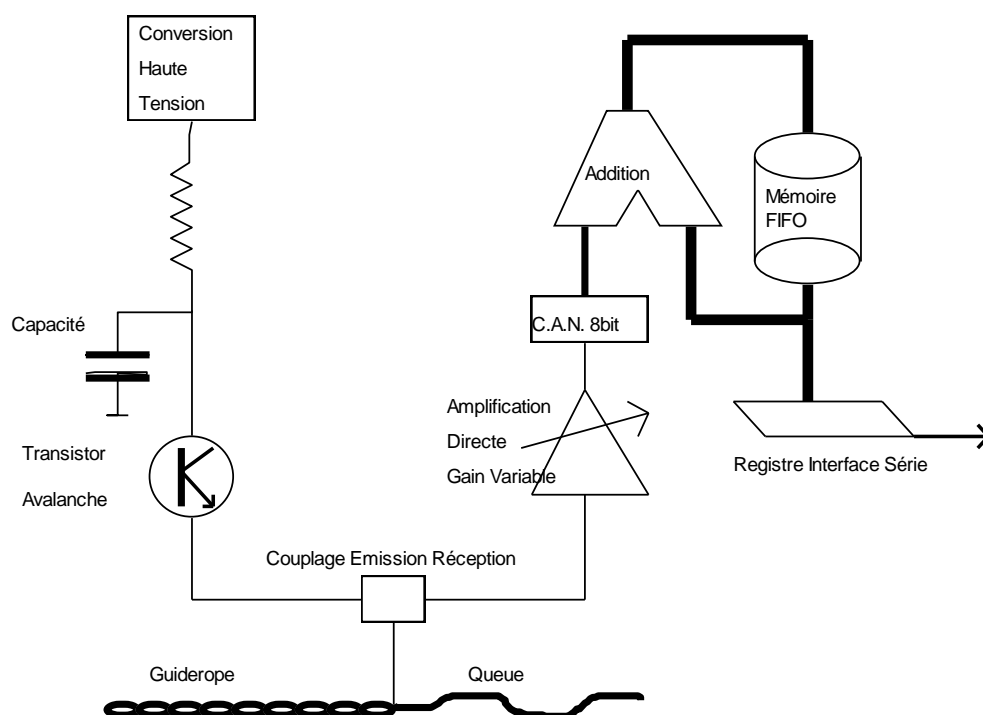 Conversion
Haute
Tension
Addition
Mémoire
FIFO
Capacité
C.A.N. 8bit
Amplification
Directe
Gain Variable
Transistor
Avalanche
Registre Interface Série
Couplage Emission Réception
Guiderope
Queue